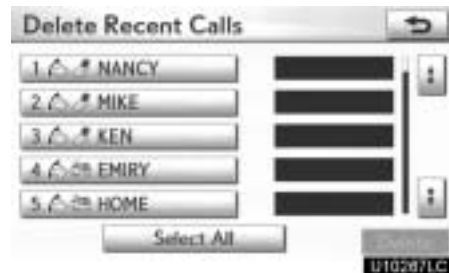 Delete Recent Calls
1 NANCY
2 MIKE
3 KEN
4 EMIRY
5 HOME
Select All
Delete
U10287LC